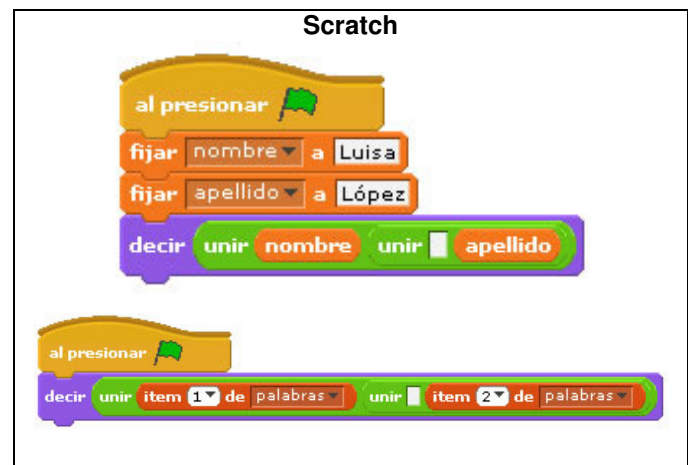 Scratch
al presionar
fijar nombre a Luisa
fijar apellido a López
decir unir nombre unir apellido
al presionar
decir unir item 1 de palabras unir item 2 de palabras